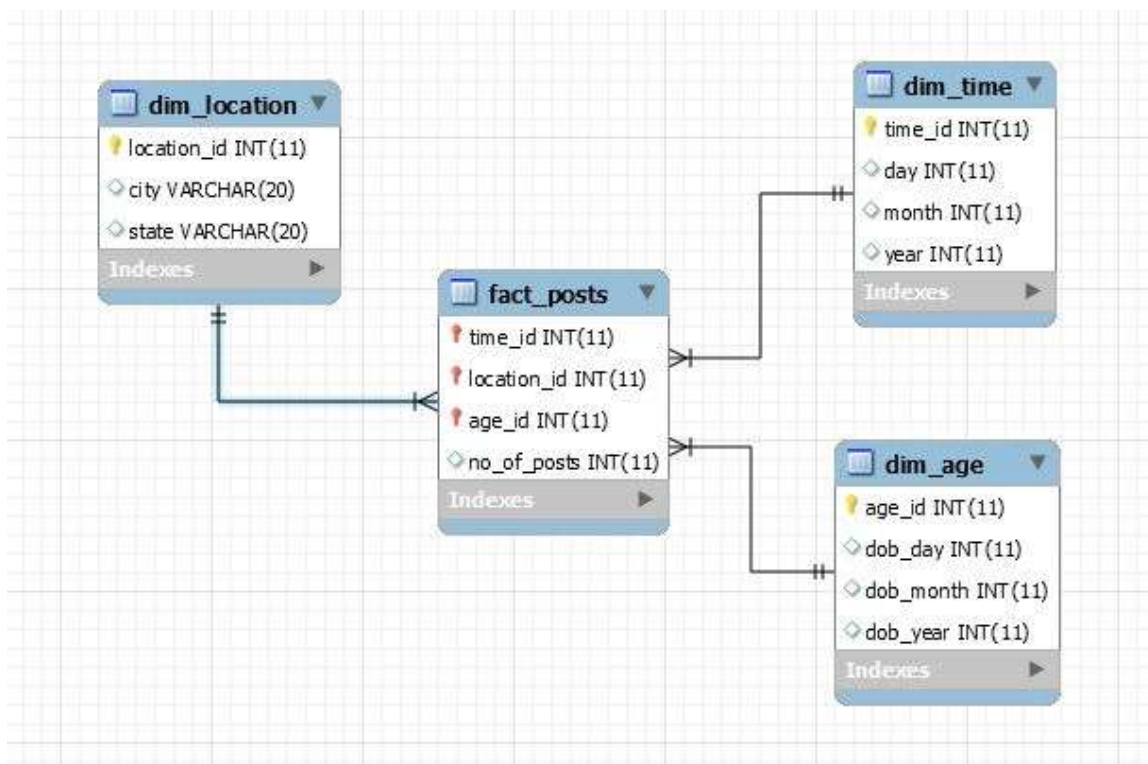 dim_location
location_id INT(11)
city VARCHAR(20)
state VARCHAR(20)
Indexes
fact_posts
time_id INT(11)
location_id INT(11)
age_id INT(11)
no_of_posts INT(11)
Indexes
dim_time
time_id INT(11)
day INT(11)
month INT(11)
year INT(11)
Indexes
dim_age
age_id INT(11)
dob_day INT(11)
dob_month INT(11)
dob_year INT(11)
Indexes